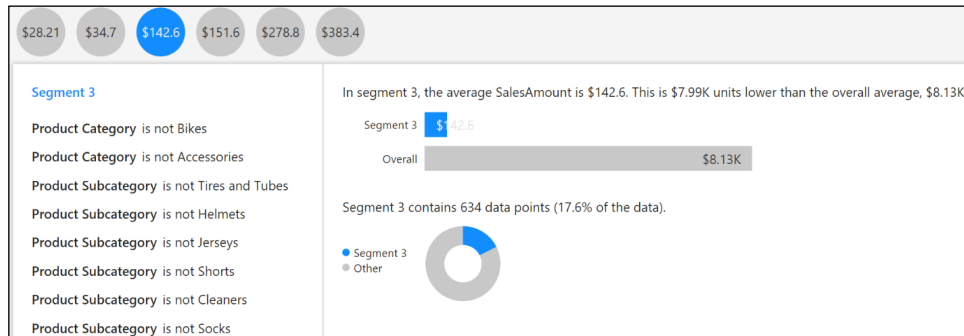 $28.21 $34.7 $142.6 $151.6 $278.8 $383.4
Segment 3
Product Category is not Bikes
Product Category is not Accessories
Product Subcategory is not Tires and Tubes
Product Subcategory is not Helmets
Product Subcategory is not Jerseys
Product Subcategory is not Shorts
Product Subcategory is not Cleaners
Product Subcategory is not Socks
In segment 3, the average SalesAmount is $142.6. This is $7.99K units lower than the overall average, $8.13K
Segment 3 $142.6
Overall $8.13K
Segment 3 contains 634 data points (17.6% of the data).
Segment 3
Other